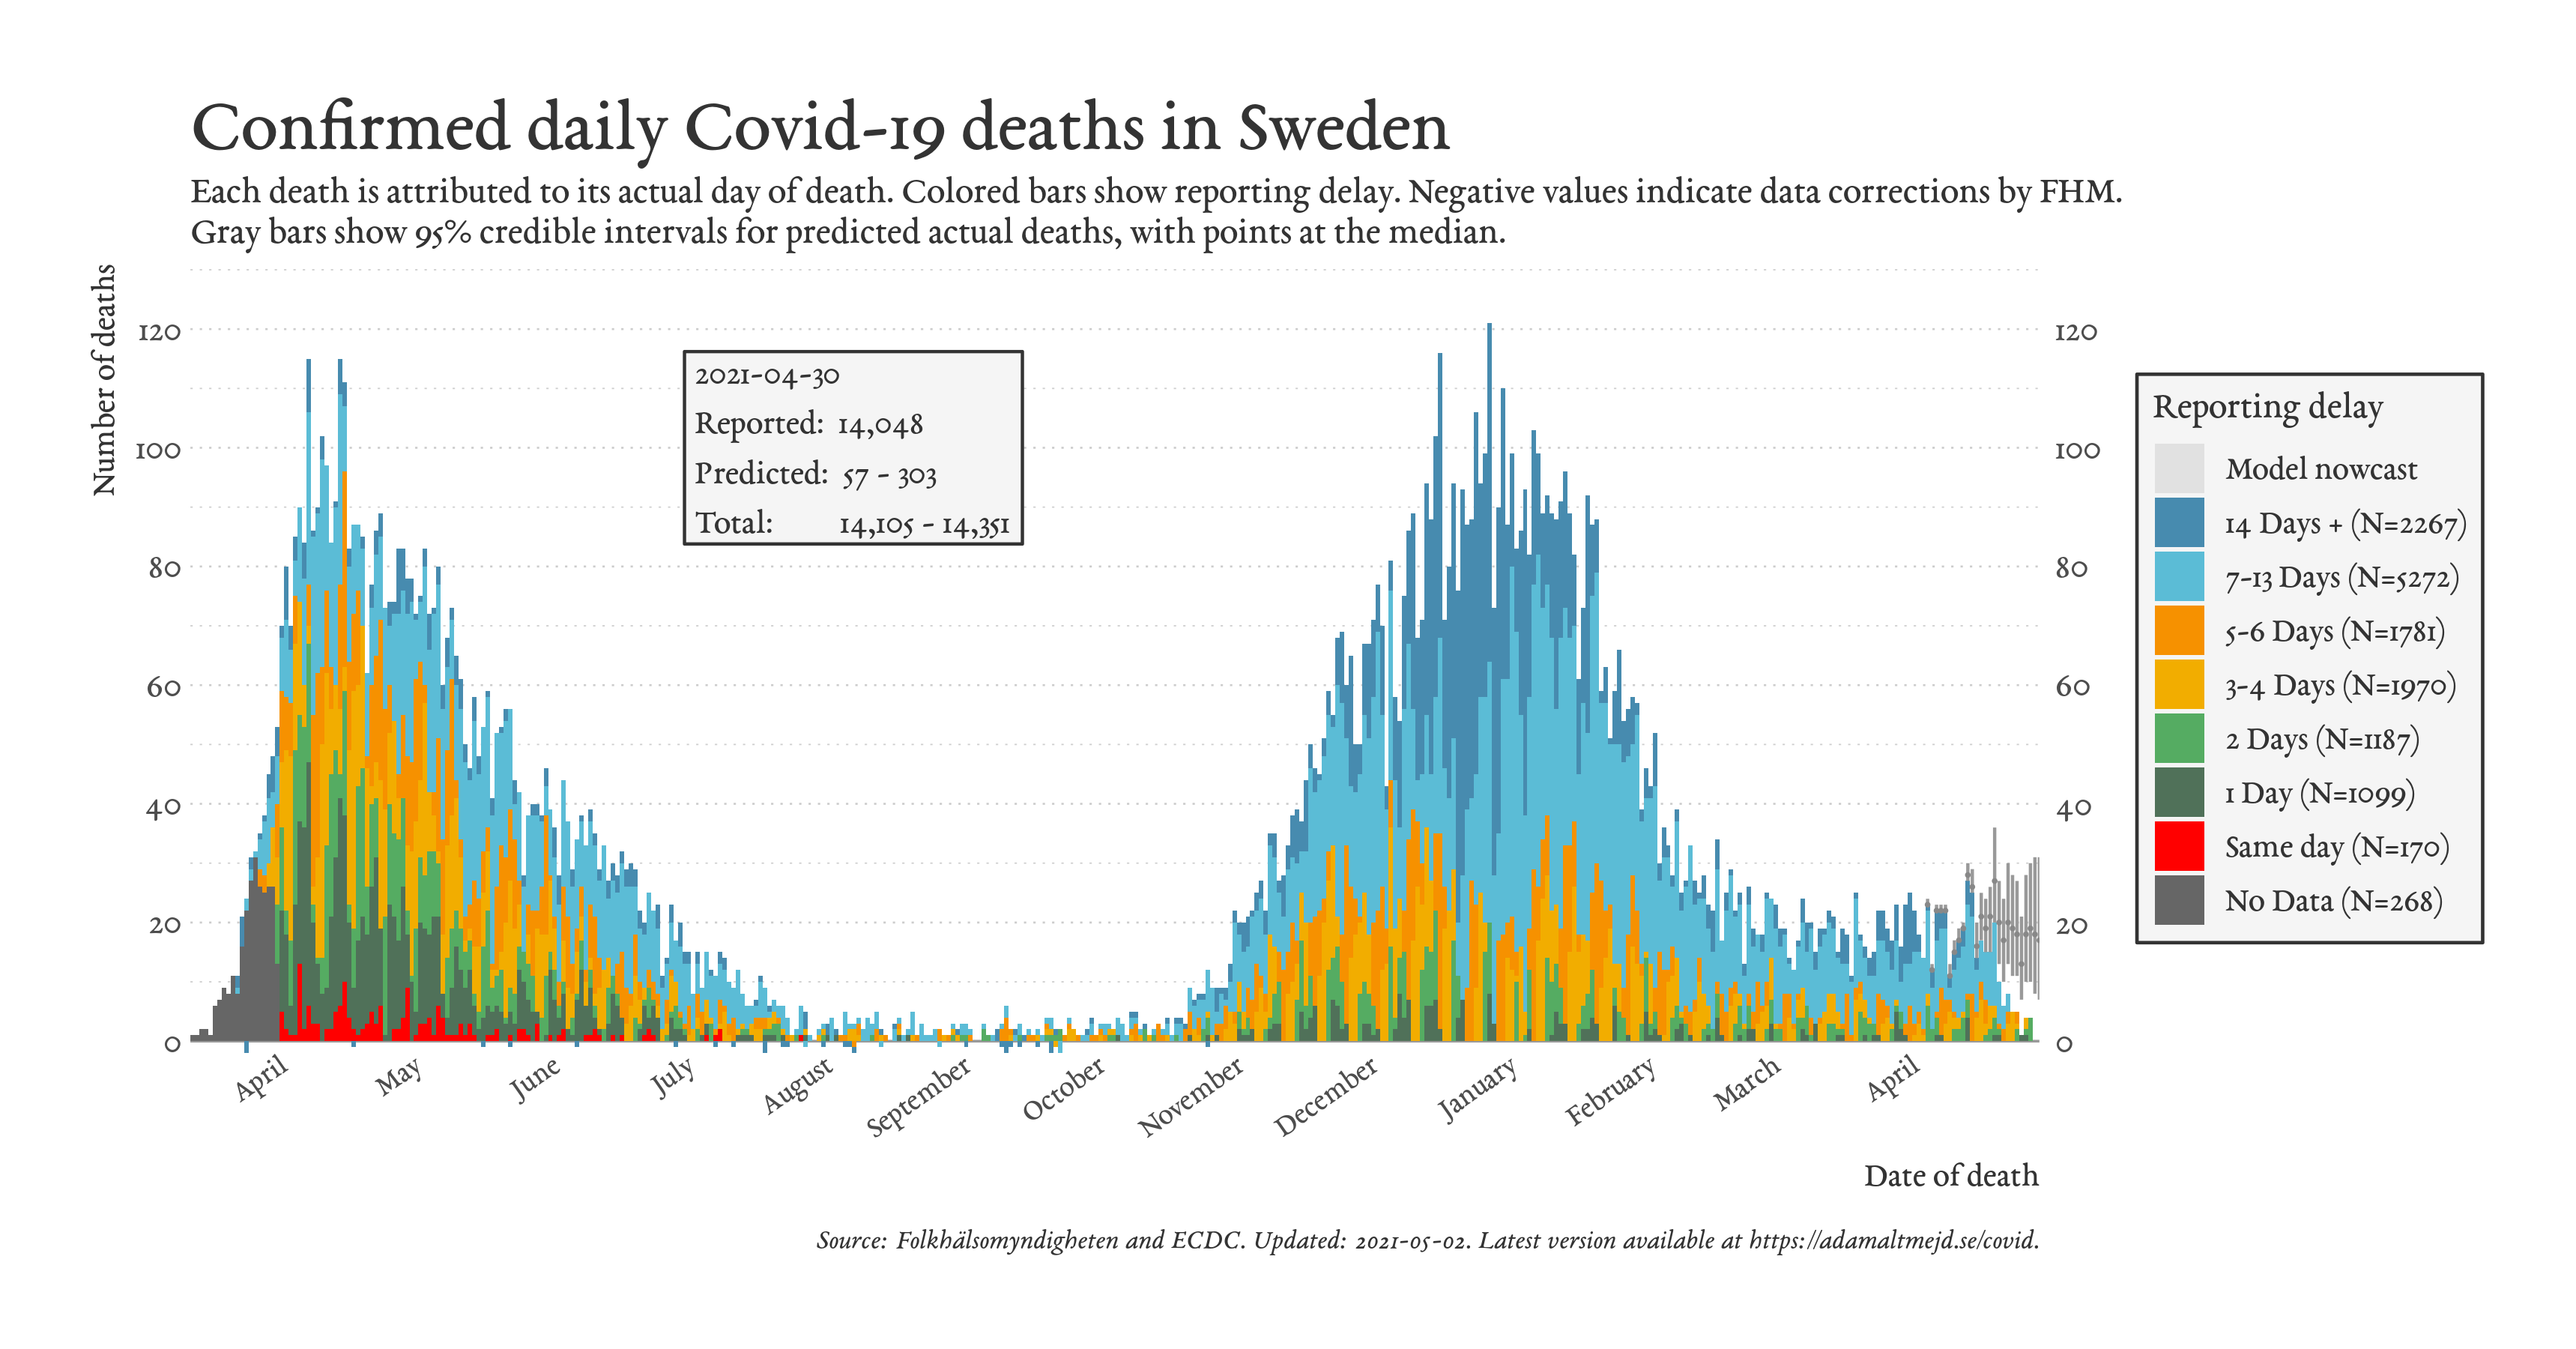 Confirmed daily Covid-19 deaths in Sweden
Each death is attributed to its actual day of death. Colored bars show reporting delay. Negative values indicate data corrections by FHM.
Gray bars show 95% credible intervals for predicted actual deaths, with points at the median.
Number of deaths
120
100
80
60
40
20
0
2021-04-30
Reported: 14,048
Predicted: 57 - 303
Total: 14,105 - 14,351
120
100
80
60
40
20
0
Reporting delay
Model nowcast
14 Days + (N=2267)
7-13 Days (N=5272)
5-6 Days (N=1781)
3-4 Days (N=1970)
2 Days (N=1187)
1 Day (N=1099)
Same day (N=170)
No Data (N=268)
April
May
June
July
August
September
October
November
December
January
February
March
April
Date of death
Source: Folkhälsomyndigheten and ECDC. Updated: 2021-05-02. Latest version available at https://adamaltmejd.se/covid.